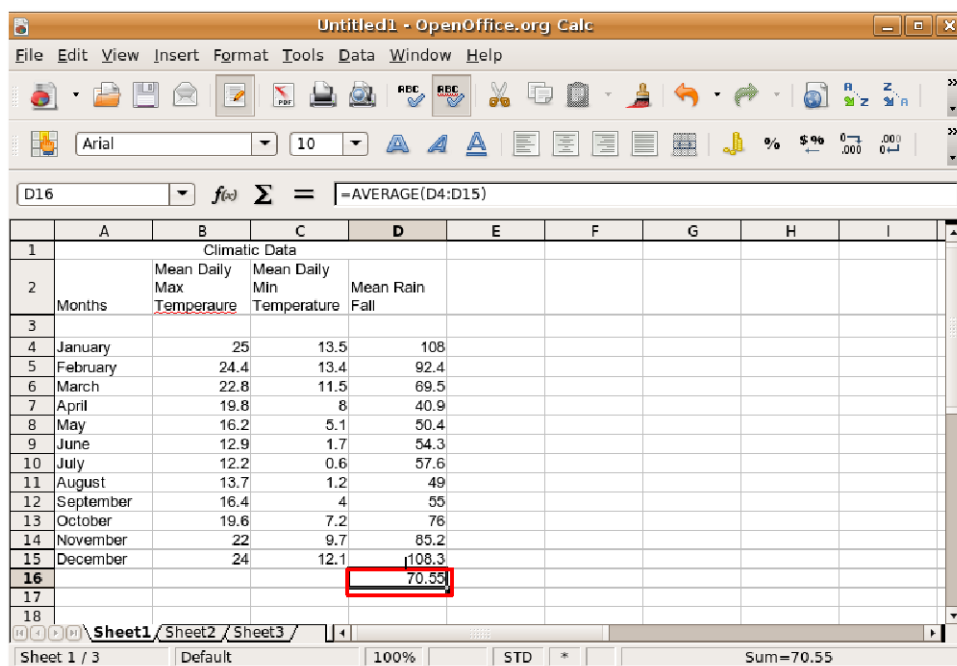 Untitled1 - OpenOffice.org Calc
File Edit View Insert Format Tools Data Window Help
PDF ABC ABC A Z Z A
Arial 10 A A A % $% 0.000 .000 0
D16 f(x) Σ = =AVERAGE(D4:D15)
A B C D E F G H I
1 Climatic Data
2 Months Mean Daily Max Temperaure Mean Daily Min Temperature Mean Rain Fall
3
4 January 25 13.5 108
5 February 24.4 13.4 92.4
6 March 22.8 11.5 69.5
7 April 19.8 8 40.9
8 May 16.2 5.1 50.4
9 June 12.9 1.7 54.3
10 July 12.2 0.6 57.6
11 August 13.7 1.2 49
12 September 16.4 4 55
13 October 19.6 7.2 76
14 November 22 9.7 85.2
15 December 24 12.1 108.3
16 70.55
17
18
Sheet1 Sheet2 Sheet3
Sheet 1 / 3 Default 100% STD * Sum=70.55